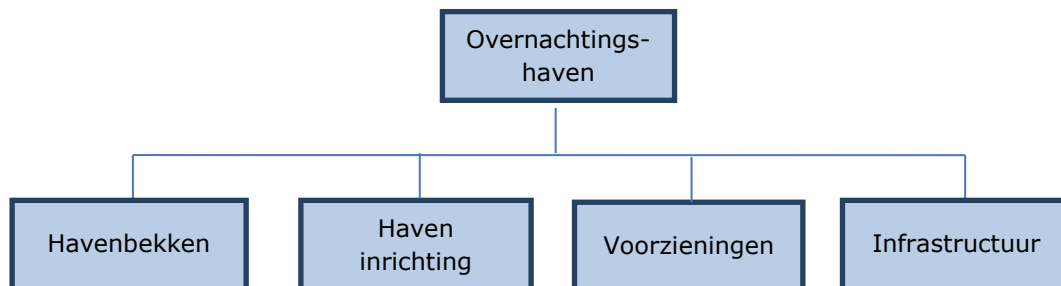 Overnachtings-
haven
Havenbekken
Haven
inrichting
Voorzieningen
Infrastructuur